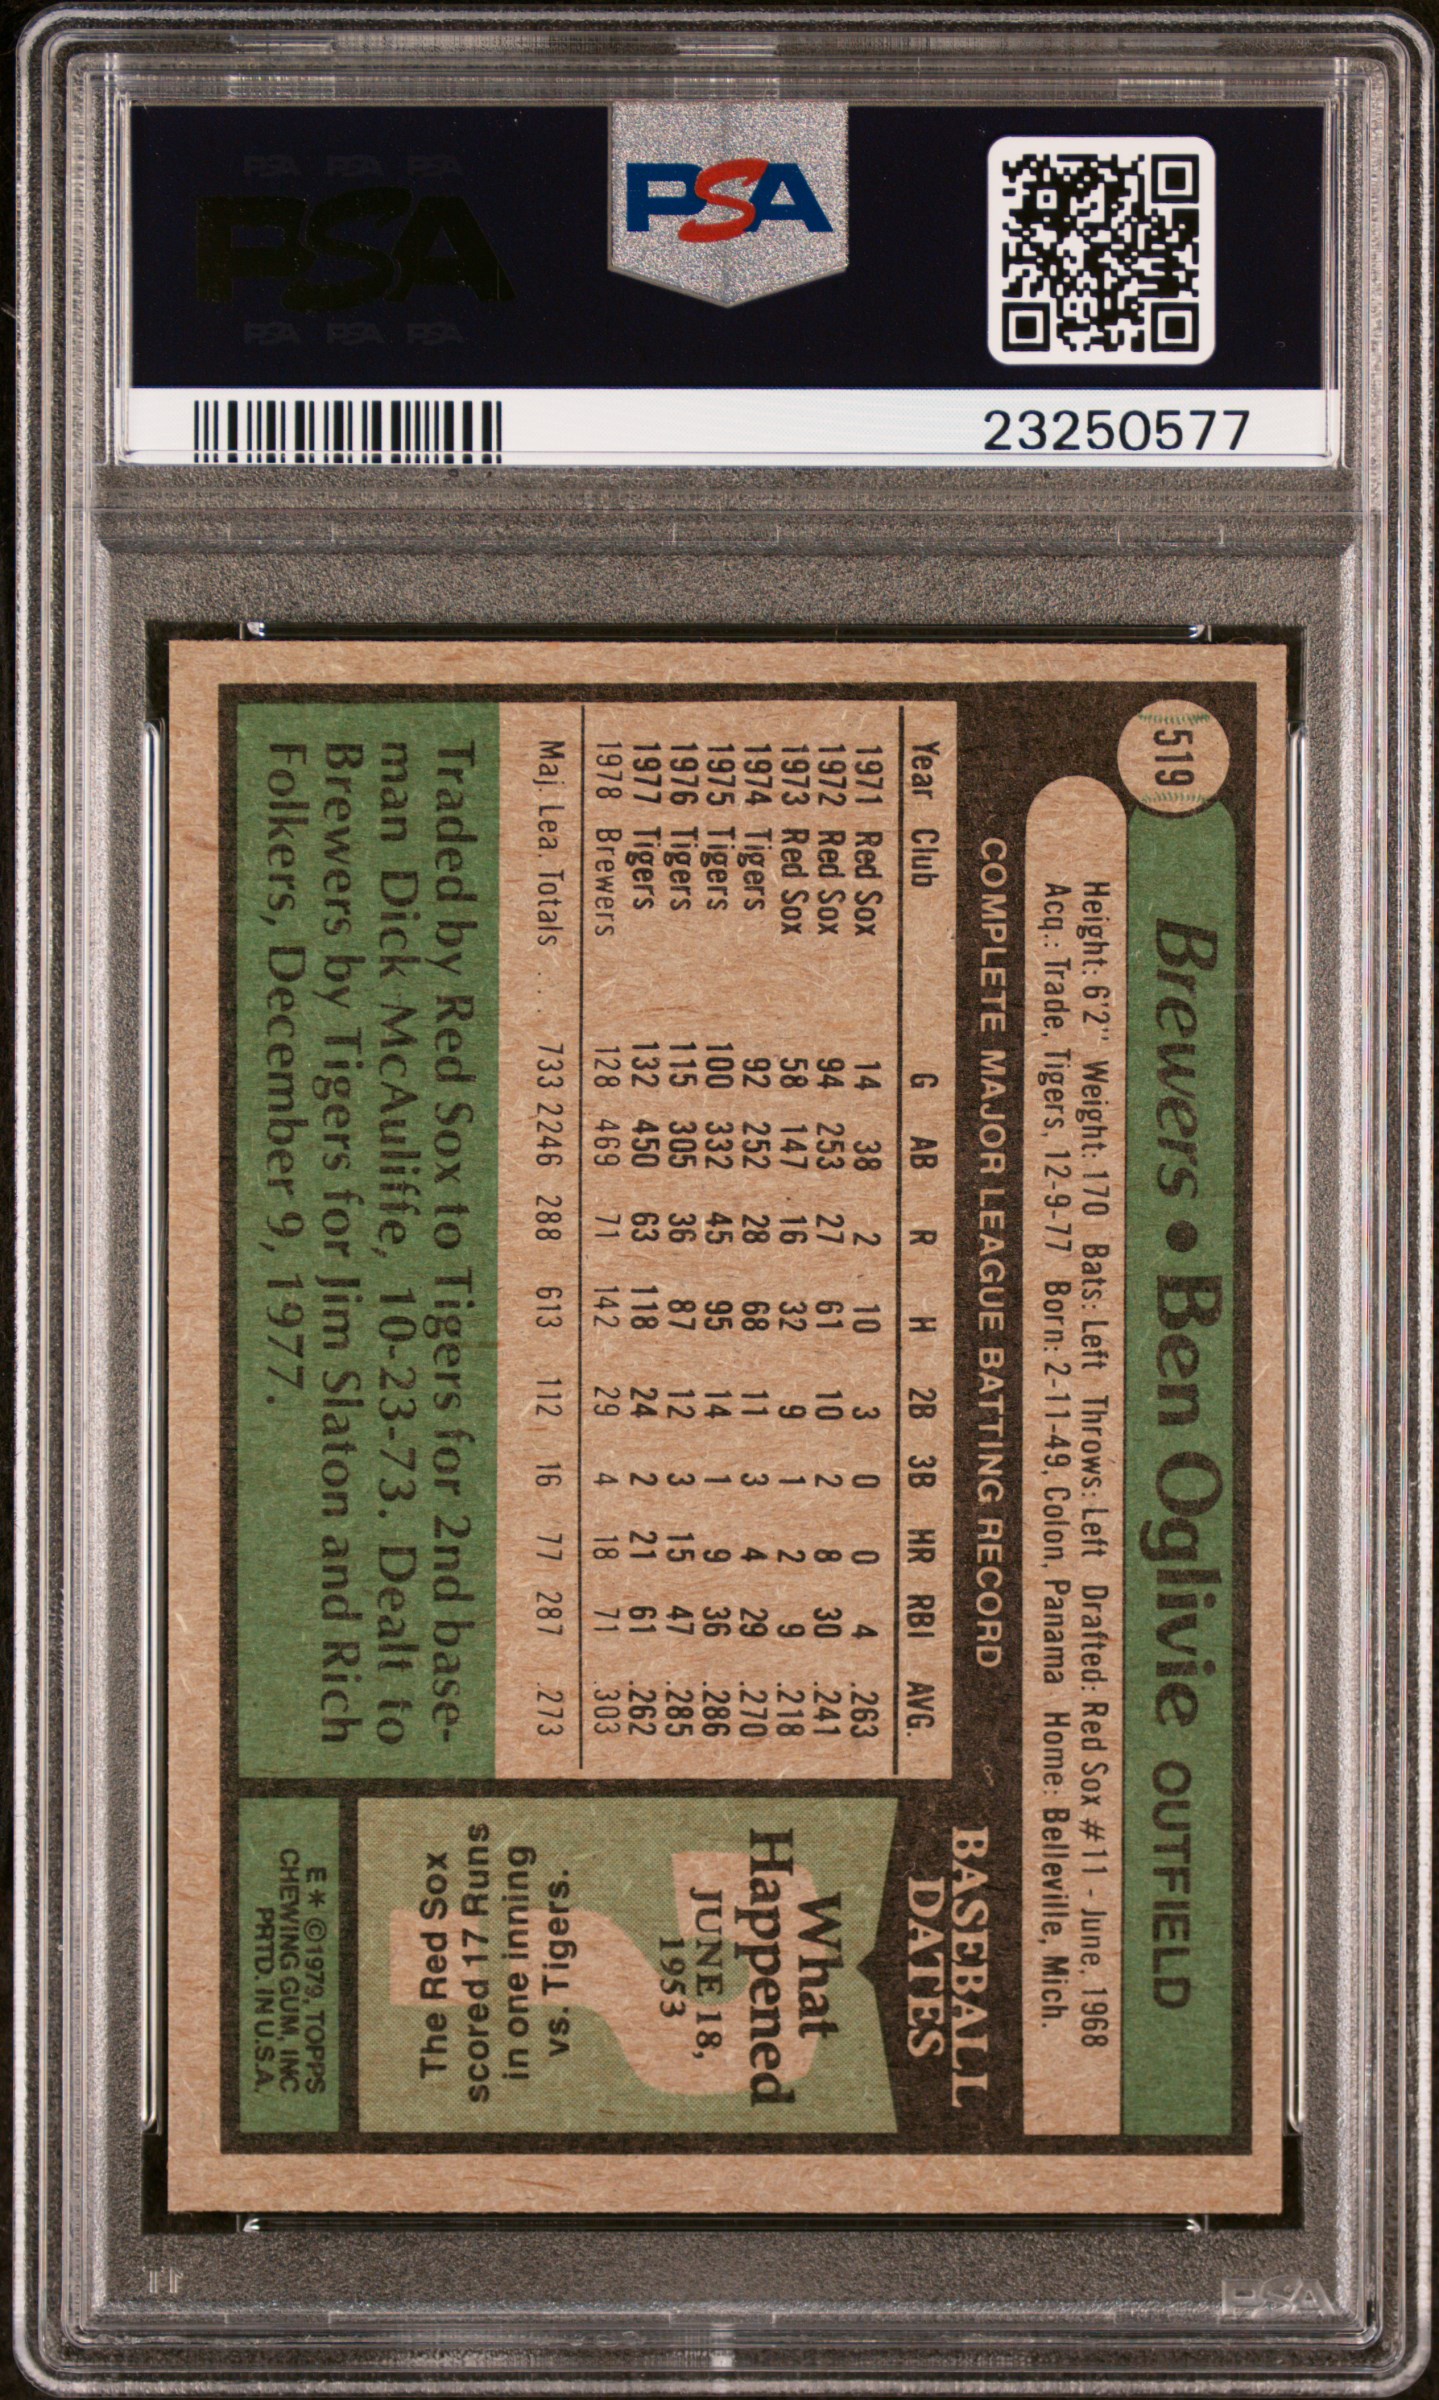 PSA PSA PSA
PSA
PSA PSA PSA
PSA
23250577
519
Brewers • Ben Oglivie OUTFIELD
Height: 6'2" Weight: 170 Bats: Left Throws: Left Drafted: Red Sox #11 - June, 1968
Acq.: Trade, Tigers, 12-9-77 Born: 2-11-49, Colon, Panama Home: Belleville, Mich.
COMPLETE MAJOR LEAGUE BATTING RECORD
Year Club G AB R H 2B 3B HR RBI AVG.
1971 Red Sox 14 38 2 10 3 0 0 4 .263
1972 Red Sox 94 253 27 61 10 2 8 30 .241
1973 Red Sox 58 147 16 32 9 1 2 9 .218
1974 Tigers 92 252 28 68 11 3 4 29 .270
1975 Tigers 100 332 45 95 14 1 9 36 .286
1976 Tigers 115 305 36 87 12 3 15 47 .285
1977 Tigers 132 450 63 118 24 2 21 61 .262
1978 Brewers 128 469 71 142 29 4 18 71 .303
Maj. Lea. Totals . . 733 2246 288 613 112 16 77 287 .273
Traded by Red Sox to Tigers for 2nd base-
man Dick McAuliffe, 10-23-73. Dealt to
Brewers by Tigers for Jim Slaton and Rich
Folkers, December 9, 1977.
BASEBALL
DATES
What
Happened
JUNE 18,
1953
?
The Red Sox
scored 17 Runs
in one inning
vs. Tigers.
E * ©1979, TOPPS
CHEWING GUM, INC
PRTD. IN U.S.A.
PSA